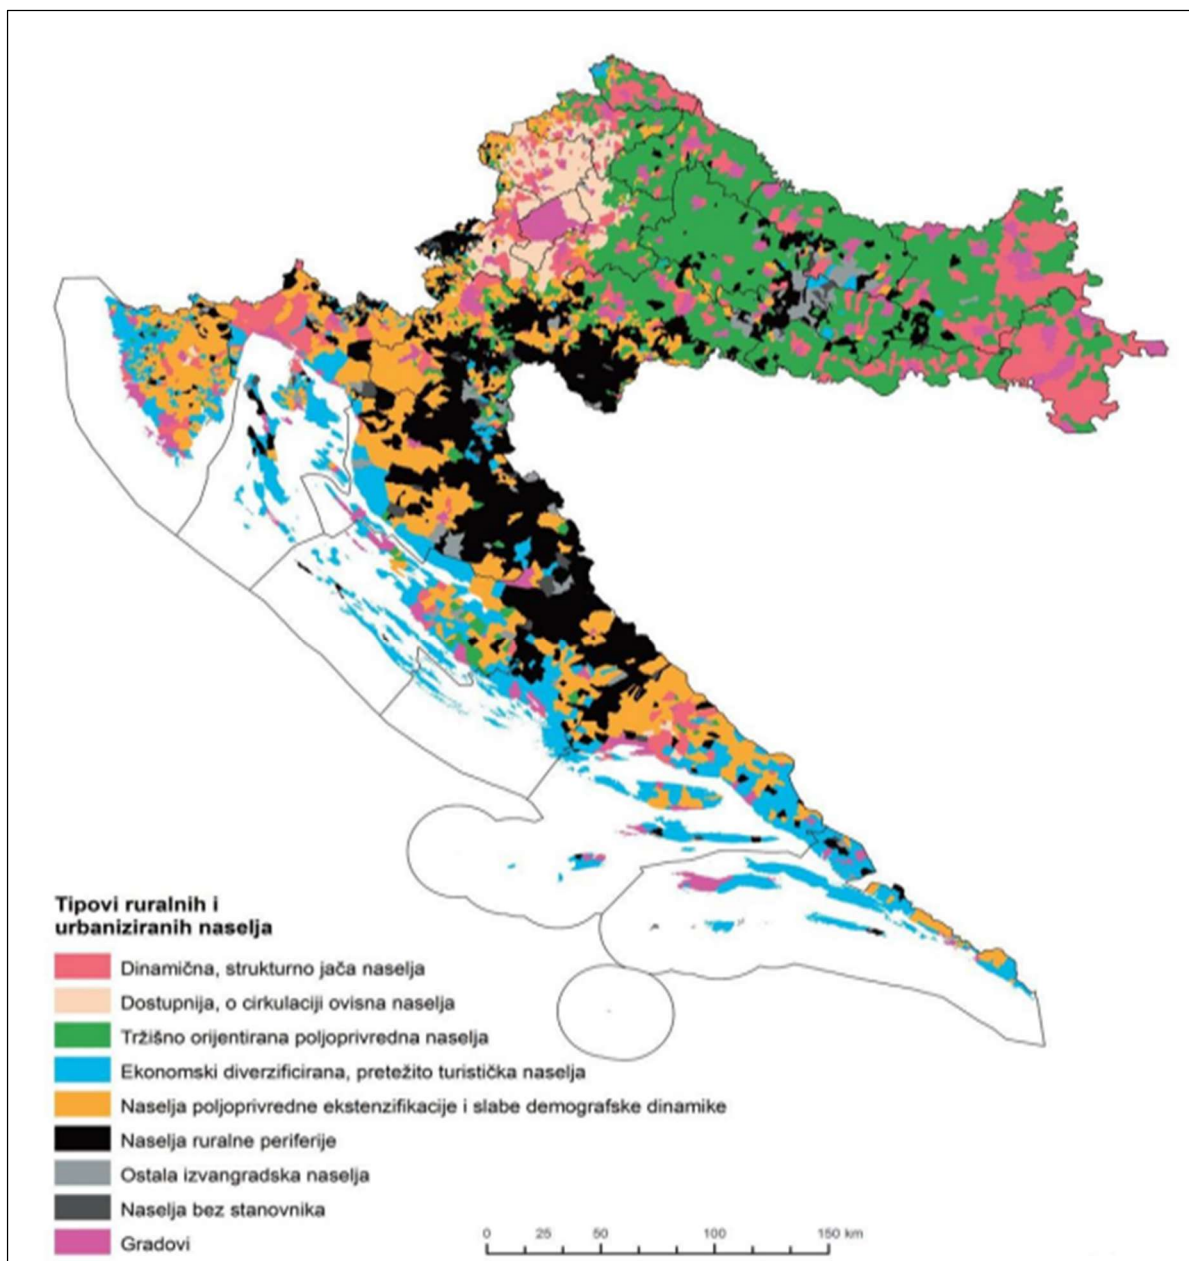 Tipovi ruralnih i
urbaniziranih naselja
Dinamična, strukturno jača naselja
Dostupnija, o cirkulaciji ovisna naselja
Tržišno orijentirana poljoprivredna naselja
Ekonomski diverzificirana, pretežito turistička naselja
Naselja poljoprivredne ekstenzifikacije i slabe demografske dinamike
Naselja ruralne periferije
Ostala izvangradska naselja
Naselja bez stanovnika
Gradovi
0 25 50 100 150 km